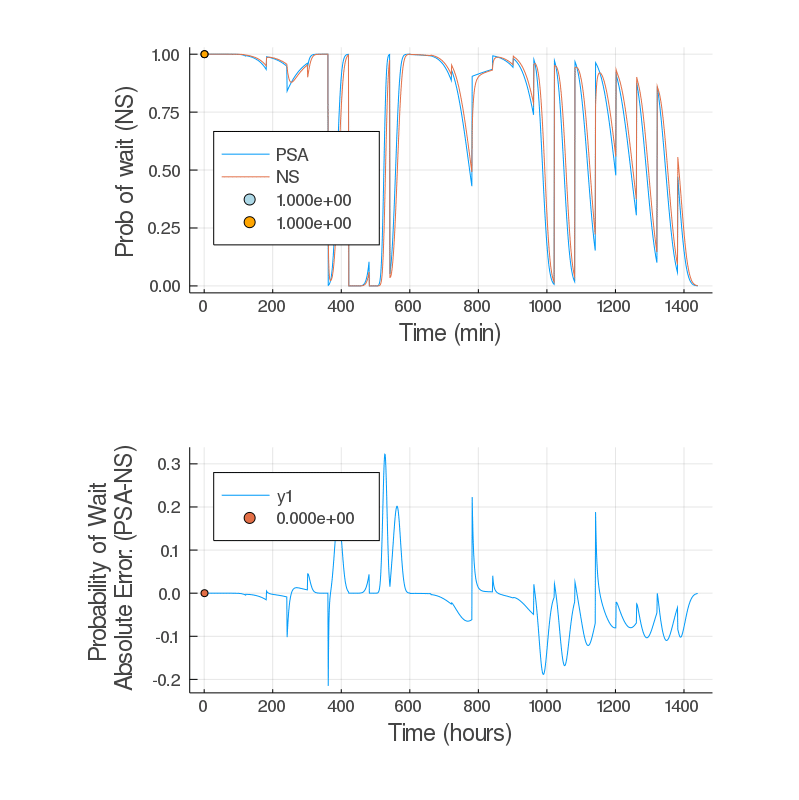 Prob of wait (NS)
1.00
0.75
0.50
0.25
0.00
PSA
NS
1.000e+00
1.000e+00
0 200 400 600 800 1000 1200 1400
Time (min)
Probability of Wait
Absolute Error. (PSA-NS)
0.3
0.2
0.1
0.0
-0.1
-0.2
y1
0.000e+00
0 200 400 600 800 1000 1200 1400
Time (hours)